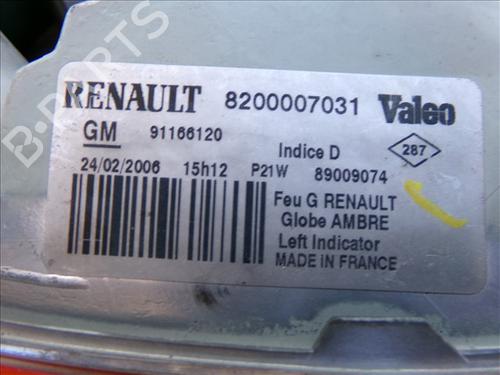 B-PARTS
RENAULT 8200007031 Valeo
GM 91166120 Indice D 287
24/02/2006 15h12 P21W 89009074
Feu G RENAULT
Globe AMBRE
Left Indicator
MADE IN FRANCE